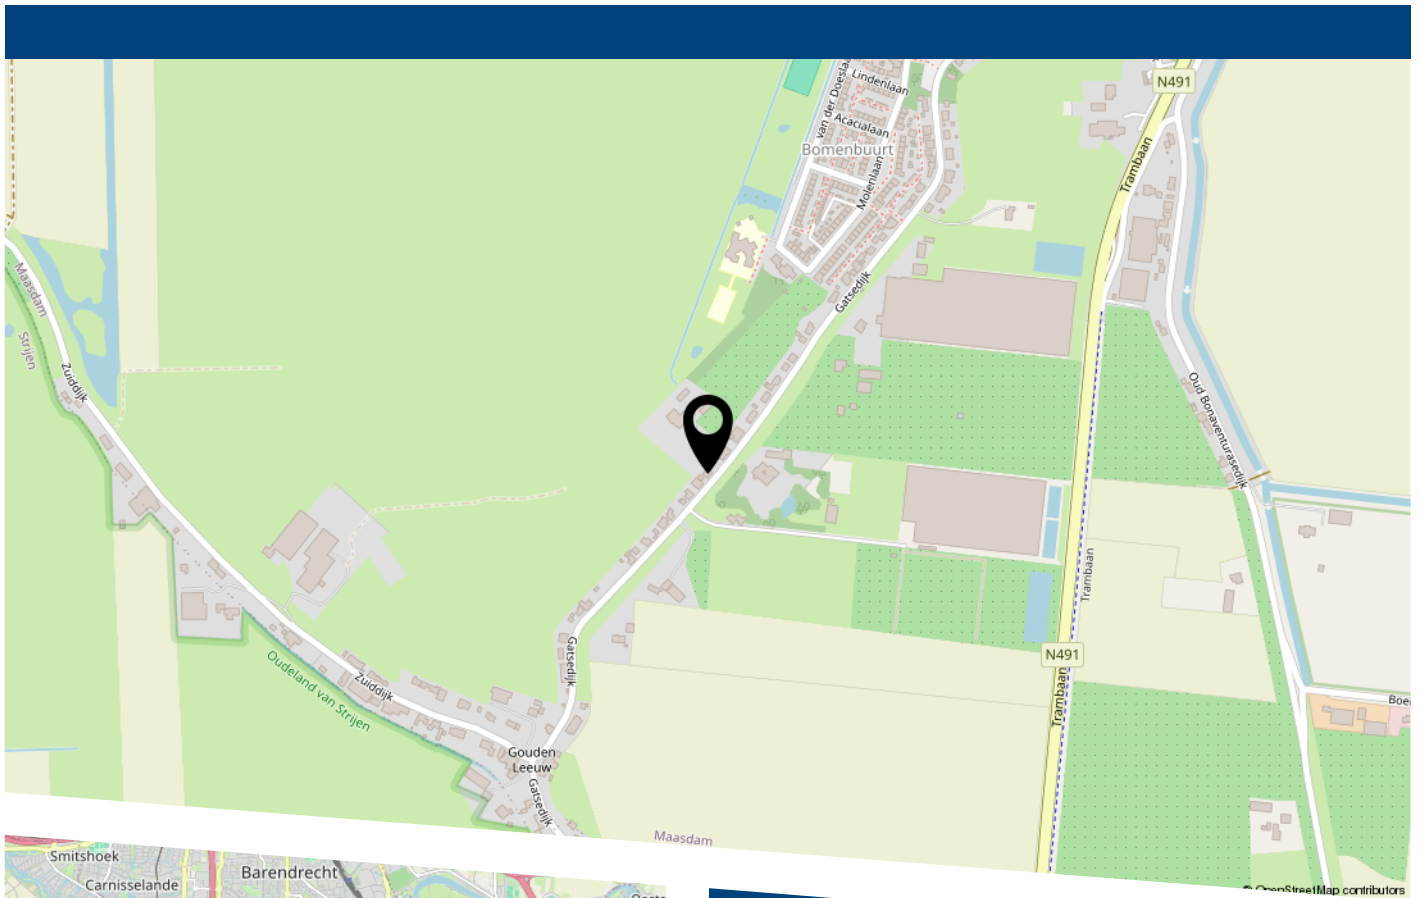 N491
van der Doesla
Lindenlaan
Acacialaan
Bomenbuurt
Molenlaan
Trambaan
Gatsedijk
Maasdam
Strijen
Zuiddijk
Oud Bonaventurasedijk
Trambaan
N491
Trambaan
Gatsedijk
Oudeland van Strijen
Zuiddijk
Boe
Gouden
Leeuw
Gatsedijk
Maasdam
© OpenStreetMap contributors
Smitshoek
Carnisselande
Barendrecht